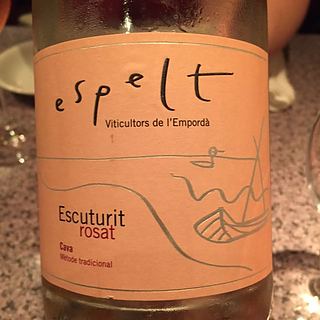 espelt
Viticultors de l'Empordà
Escuturit
rosat
Cava
Mètode tradicional